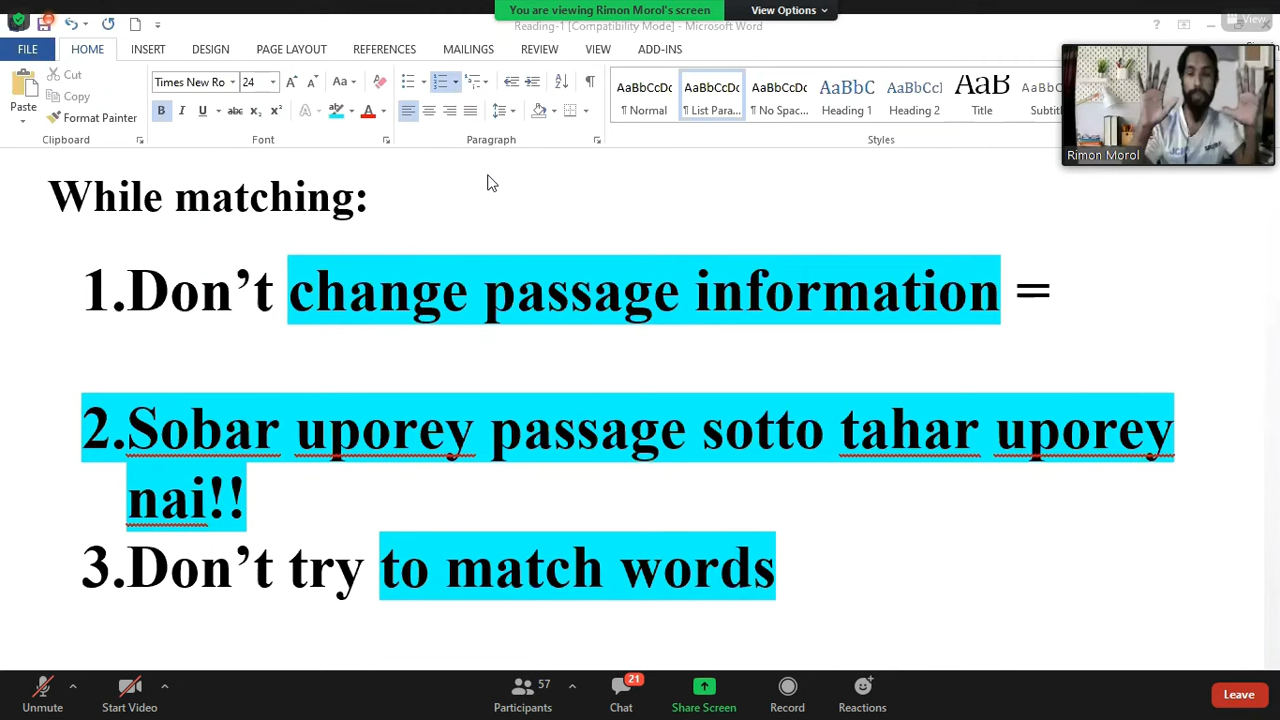 You are viewing Rimon Morol's screen
View Options
Reading-1 [Compatibility Mode] - Microsoft Word
View
FILE HOME INSERT DESIGN PAGE LAYOUT REFERENCES MAILINGS REVIEW VIEW ADD-INS
Paste
Cut
Copy
Format Painter
Clipboard
Times New Ro 24
Font
Paragraph
AaBbCcDc AaBbCcDc AaBbCcDc AaBbC AaBbCcI AaB
¶ Normal ¶ List Para... ¶ No Spac... Heading 1 Heading 2 Title
Styles
Rimon Morol
While matching:
1.Don’t change passage information =
2.Sobar uporey passage sotto tahar uporey
nai!!
3.Don’t try to match words
57
21
Unmute Start Video Participants Chat Share Screen Record Reactions Leave